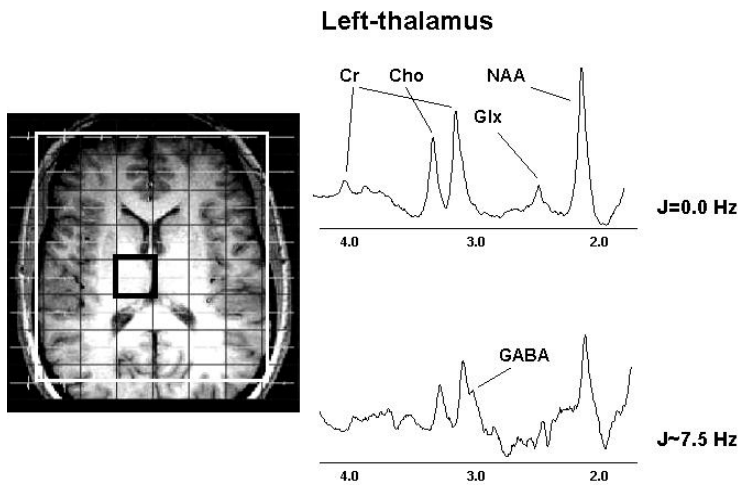 Left-thalamus
Cr
Cho
NAA
Glx
J=0.0 Hz
4.0 3.0 2.0
GABA
J~7.5 Hz
4.0 3.0 2.0